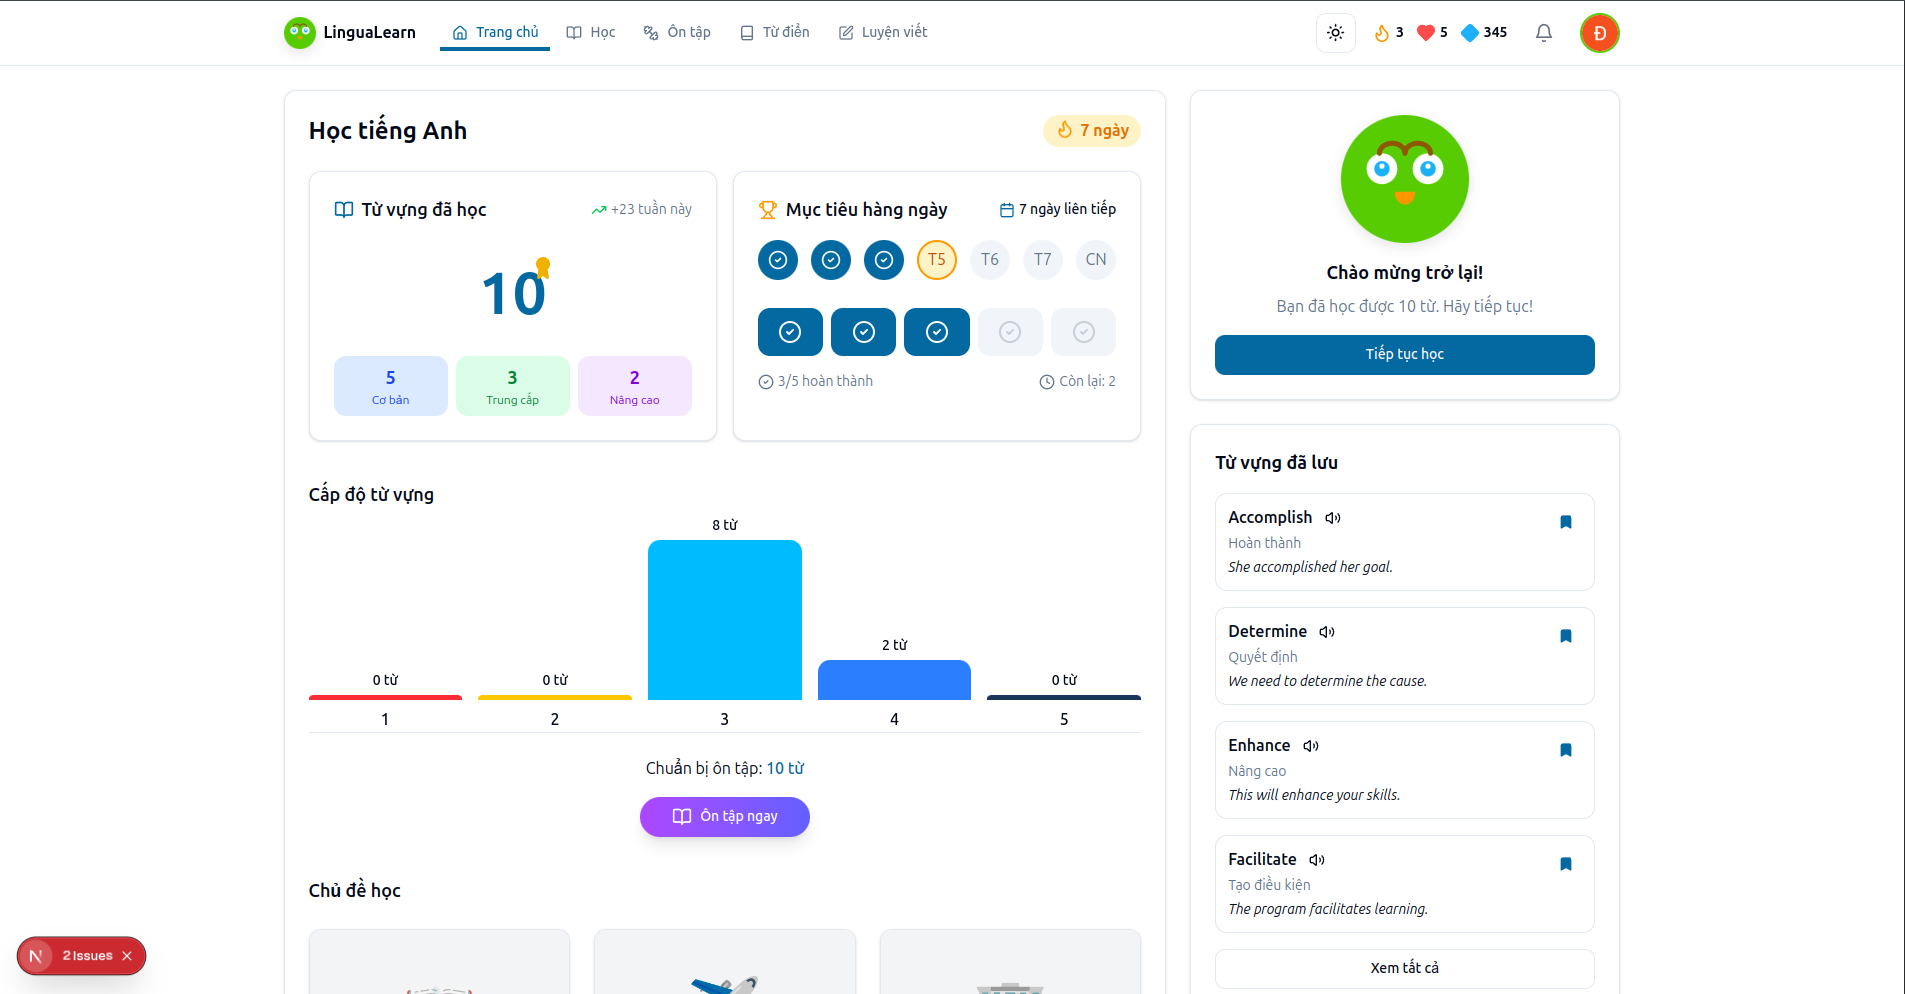 LinguaLearn
Trang chủ
Học
Ôn tập
Từ điển
Luyện viết
3
5
345
Đ
Học tiếng Anh
7 ngày
Từ vựng đã học
+23 tuần này
10
5
Cơ bản
3
Trung cấp
2
Nâng cao
Mục tiêu hàng ngày
7 ngày liên tiếp
T5
T6
T7
CN
3/5 hoàn thành
Còn lại: 2
Cấp độ từ vựng
0 từ
0 từ
8 từ
2 từ
0 từ
1
2
3
4
5
Chuẩn bị ôn tập: 10 từ
Ôn tập ngay
Chủ đề học
Chào mừng trở lại!
Bạn đã học được 10 từ. Hãy tiếp tục!
Tiếp tục học
Từ vựng đã lưu
Accomplish
Hoàn thành
She accomplished her goal.
Determine
Quyết định
We need to determine the cause.
Enhance
Nâng cao
This will enhance your skills.
Facilitate
Tạo điều kiện
The program facilitates learning.
Xem tất cả
N
2 Issues